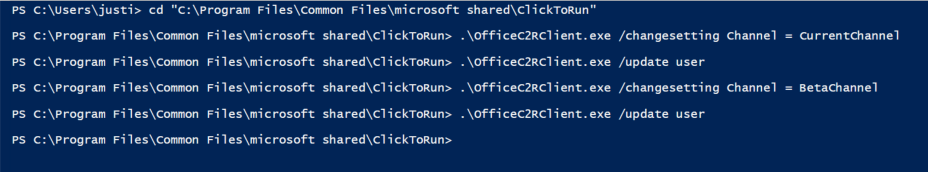 PS C:\Users\justi> cd "C:\Program Files\Common Files\microsoft shared\ClickToRun"
PS C:\Program Files\Common Files\microsoft shared\ClickToRun> .\OfficeC2RClient.exe /changesetting Channel = CurrentChannel
PS C:\Program Files\Common Files\microsoft shared\ClickToRun> .\OfficeC2RClient.exe /update user
PS C:\Program Files\Common Files\microsoft shared\ClickToRun> .\OfficeC2RClient.exe /changesetting Channel = BetaChannel
PS C:\Program Files\Common Files\microsoft shared\ClickToRun> .\OfficeC2RClient.exe /update user
PS C:\Program Files\Common Files\microsoft shared\ClickToRun>